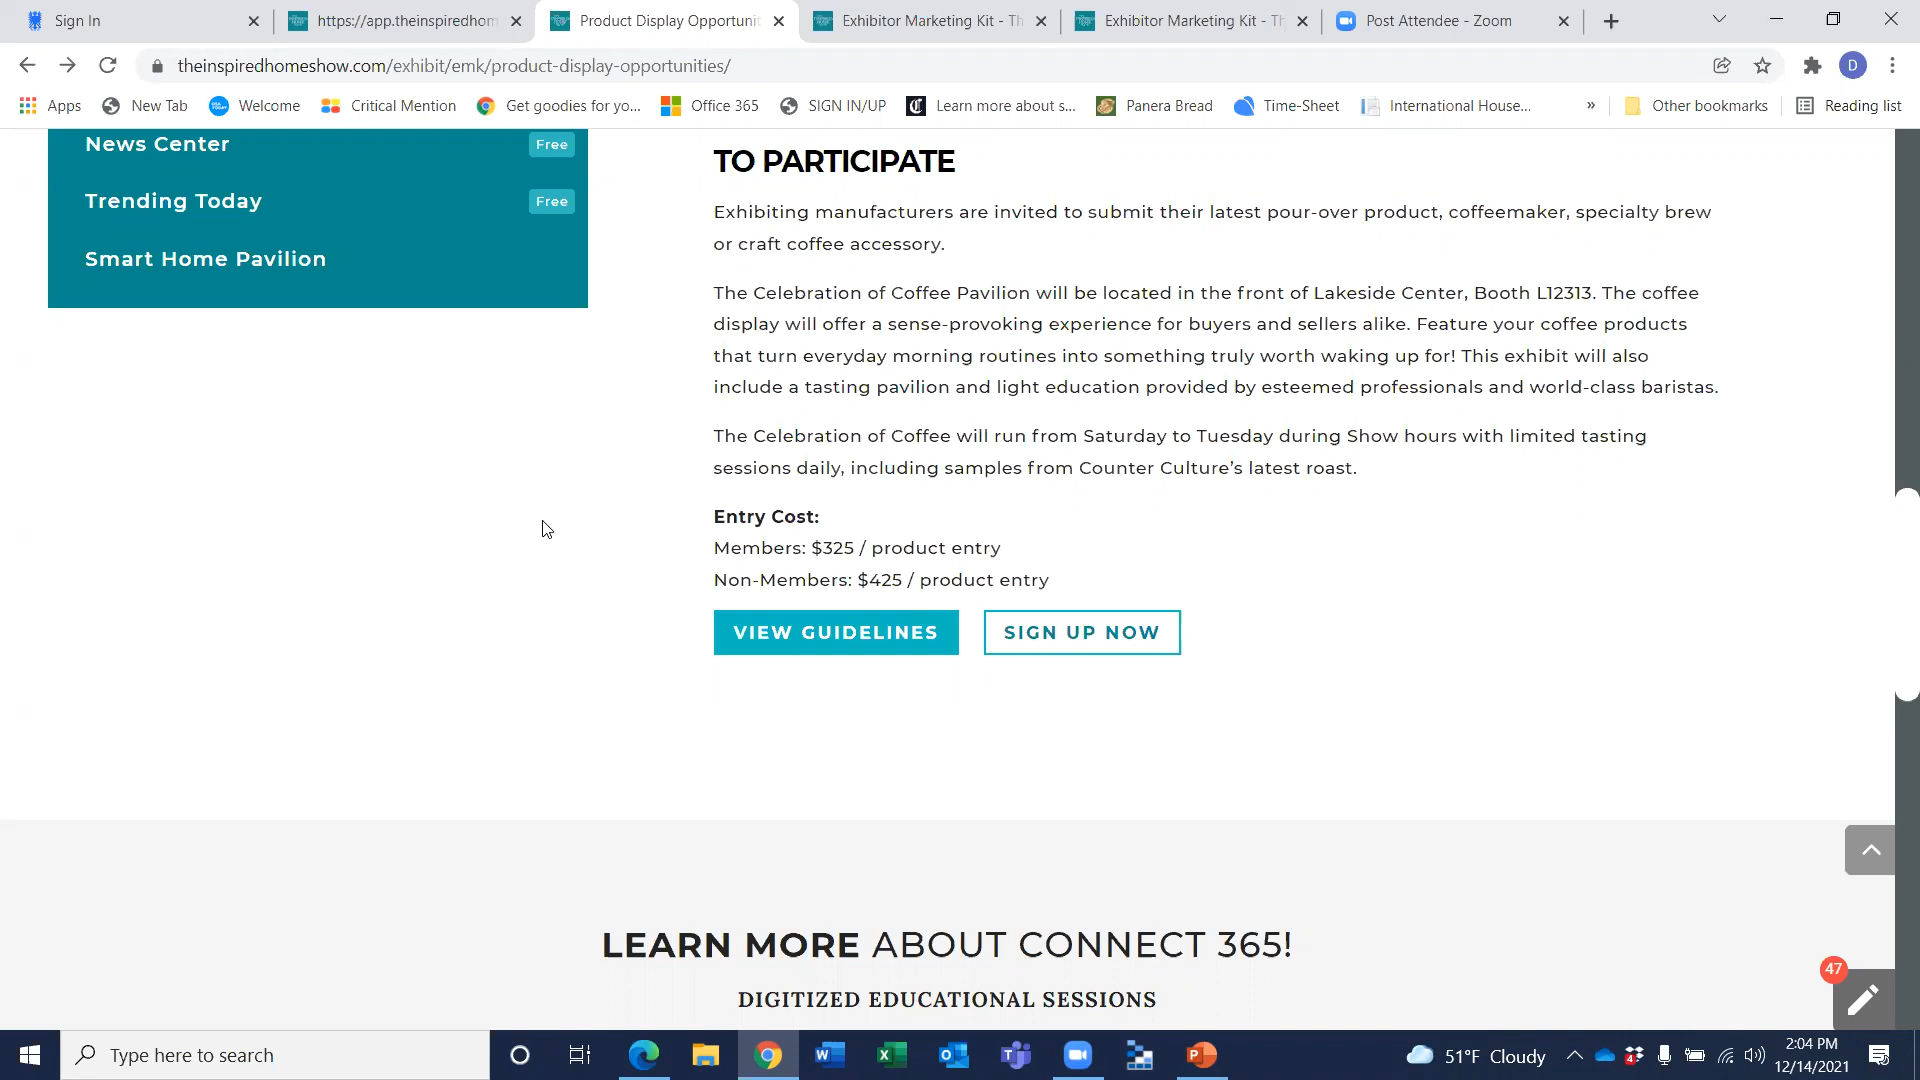 Sign In
https://app.theinspiredhom
Product Display Opportunit
Exhibitor Marketing Kit - Th
Exhibitor Marketing Kit - Th
Post Attendee - Zoom
theinspiredhomeshow.com/exhibit/emk/product-display-opportunities/
D
Apps
New Tab
Welcome
Critical Mention
Get goodies for yo...
Office 365
SIGN IN/UP
Learn more about s...
Panera Bread
Time-Sheet
International House...
»
Other bookmarks
Reading list
News Center
Free
Trending Today
Free
Smart Home Pavilion
TO PARTICIPATE
Exhibiting manufacturers are invited to submit their latest pour-over product, coffeemaker, specialty brew
or craft coffee accessory.
The Celebration of Coffee Pavilion will be located in the front of Lakeside Center, Booth L12313. The coffee
display will offer a sense-provoking experience for buyers and sellers alike. Feature your coffee products
that turn everyday morning routines into something truly worth waking up for! This exhibit will also
include a tasting pavilion and light education provided by esteemed professionals and world-class baristas.
The Celebration of Coffee will run from Saturday to Tuesday during Show hours with limited tasting
sessions daily, including samples from Counter Culture’s latest roast.
Entry Cost:
Members: $325 / product entry
Non-Members: $425 / product entry
VIEW GUIDELINES
SIGN UP NOW
LEARN MORE ABOUT CONNECT 365!
DIGITIZED EDUCATIONAL SESSIONS
47
Type here to search
51°F Cloudy
4
2:04 PM
12/14/2021